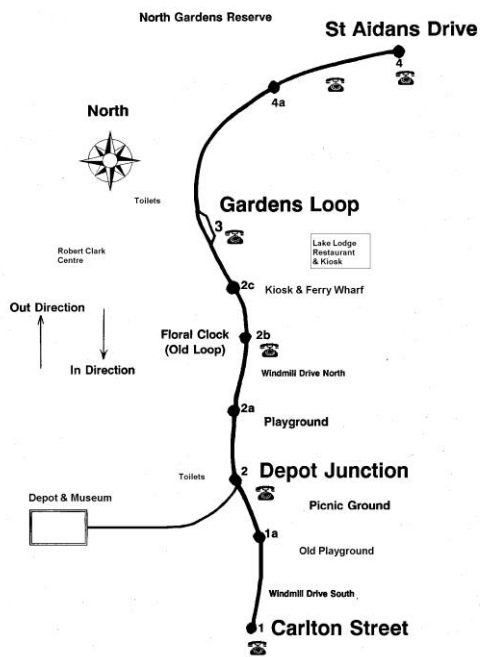 North Gardens Reserve
St Aidans Drive
4
4a
North
Toilets
Gardens Loop
3
Lake Lodge
Restaurant
& Kiosk
Robert Clark
Centre
2c
Kiosk & Ferry Wharf
Out Direction
In Direction
Floral Clock
(Old Loop)
2b
Windmill Drive North
2a
Playground
Toilets
2
Depot Junction
Depot & Museum
Picnic Ground
1a
Old Playground
Windmill Drive South
1
Carlton Street